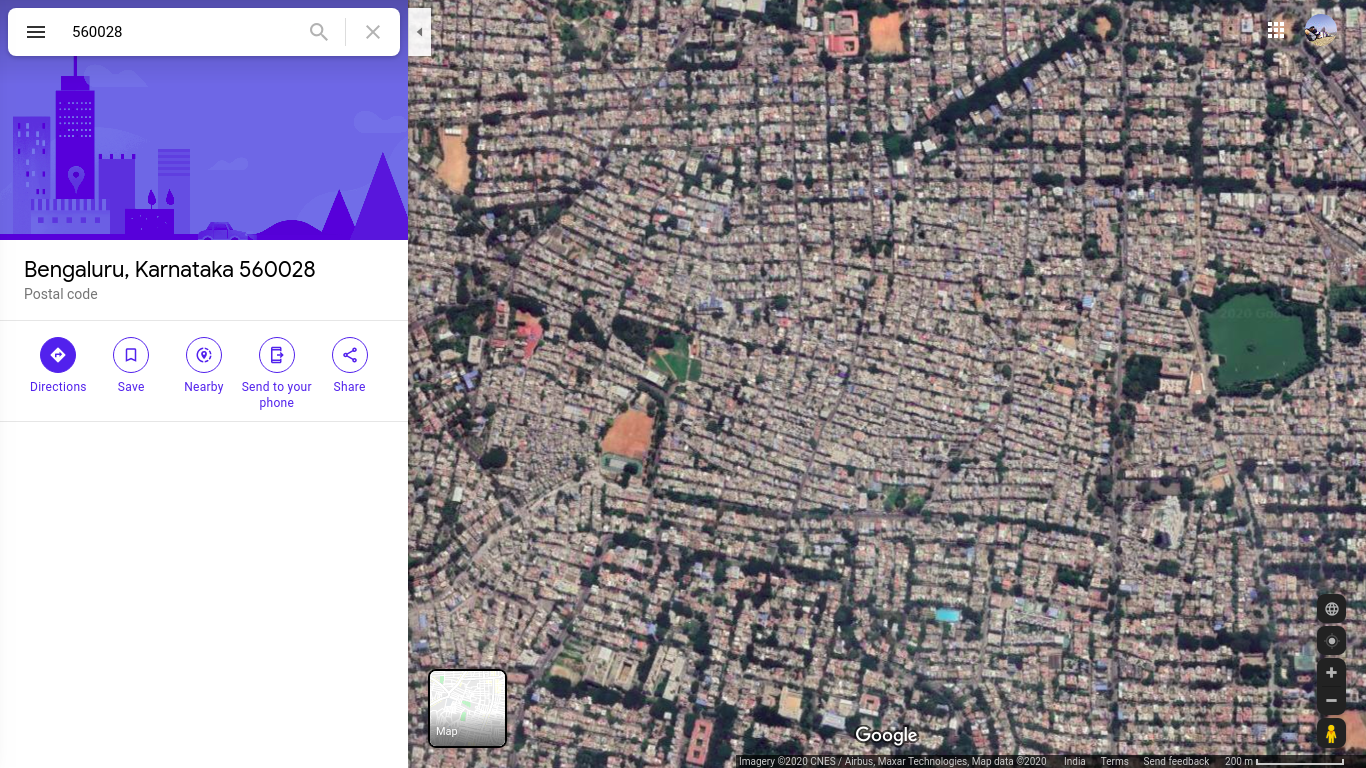 560028
Bengaluru, Karnataka 560028
Postal code
Directions
Save
Nearby
Send to your
phone
Share
Map
Google
Imagery ©2020 CNES / Airbus, Maxar Technologies, Map data ©2020
India
Terms
Send feedback
200 m